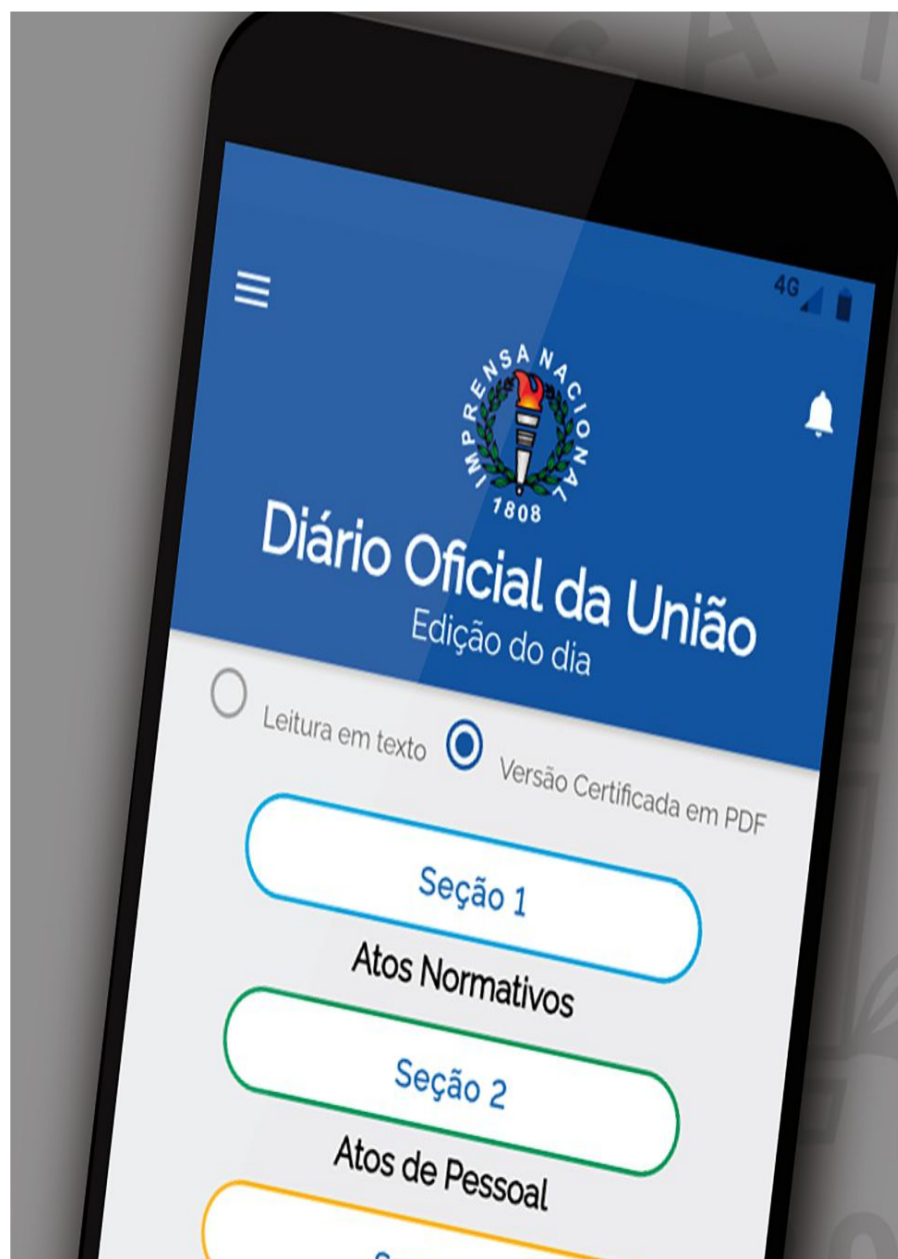 4G
IMPRENSA NACIONAL
1808
Diário Oficial da União
Edição do dia
Leitura em texto
Versão Certificada em PDF
Seção 1
Atos Normativos
Seção 2
Atos de Pessoal